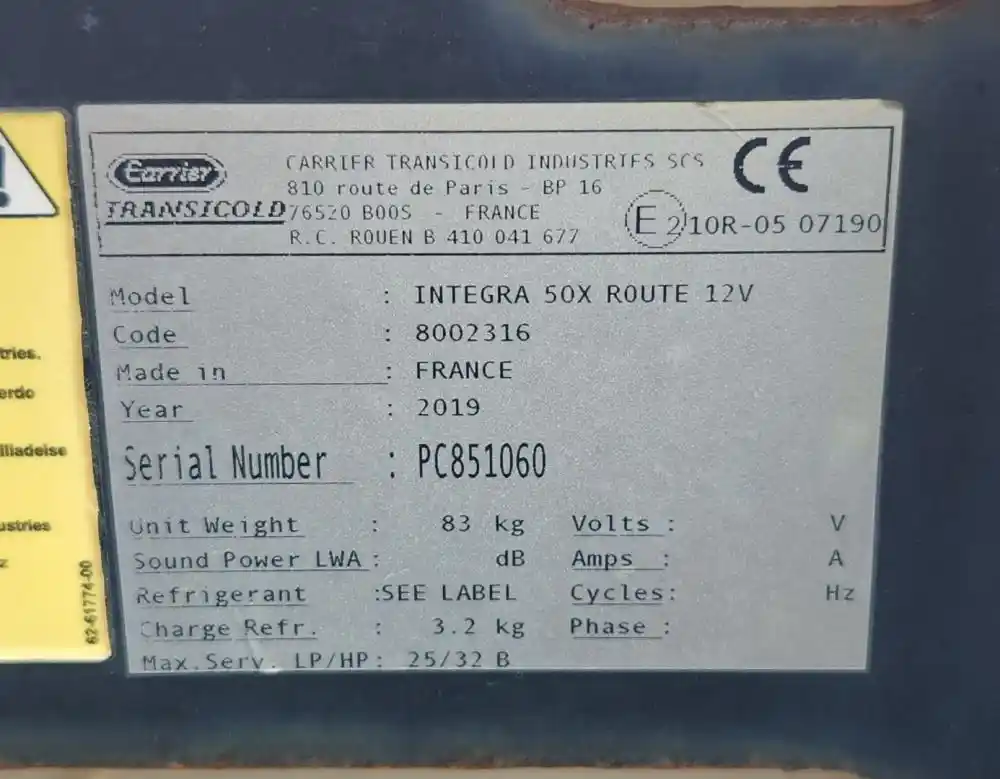 Carrier
TRANSICOLD
CARRIER TRANSICOLD INDUSTRIES SCS
810 route de Paris - BP 16
76520 BOOS - FRANCE
R.C. ROUEN B 410 041 677
CE
E 2 10R-05 07190
Model : INTEGRA 50X ROUTE 12V
Code : 8002316
Made in : FRANCE
Year : 2019
Serial Number : PC851060
Unit Weight : 83 kg Volts : V
Sound Power LWA : dB Amps : A
Refrigerant :SEE LABEL Cycles: Hz
Charge Refr. : 3.2 kg Phase :
Max.Serv. LP/HP: 25/32 B
!
tries.
erdo
lliadeise
ustries
z
62-61774-00